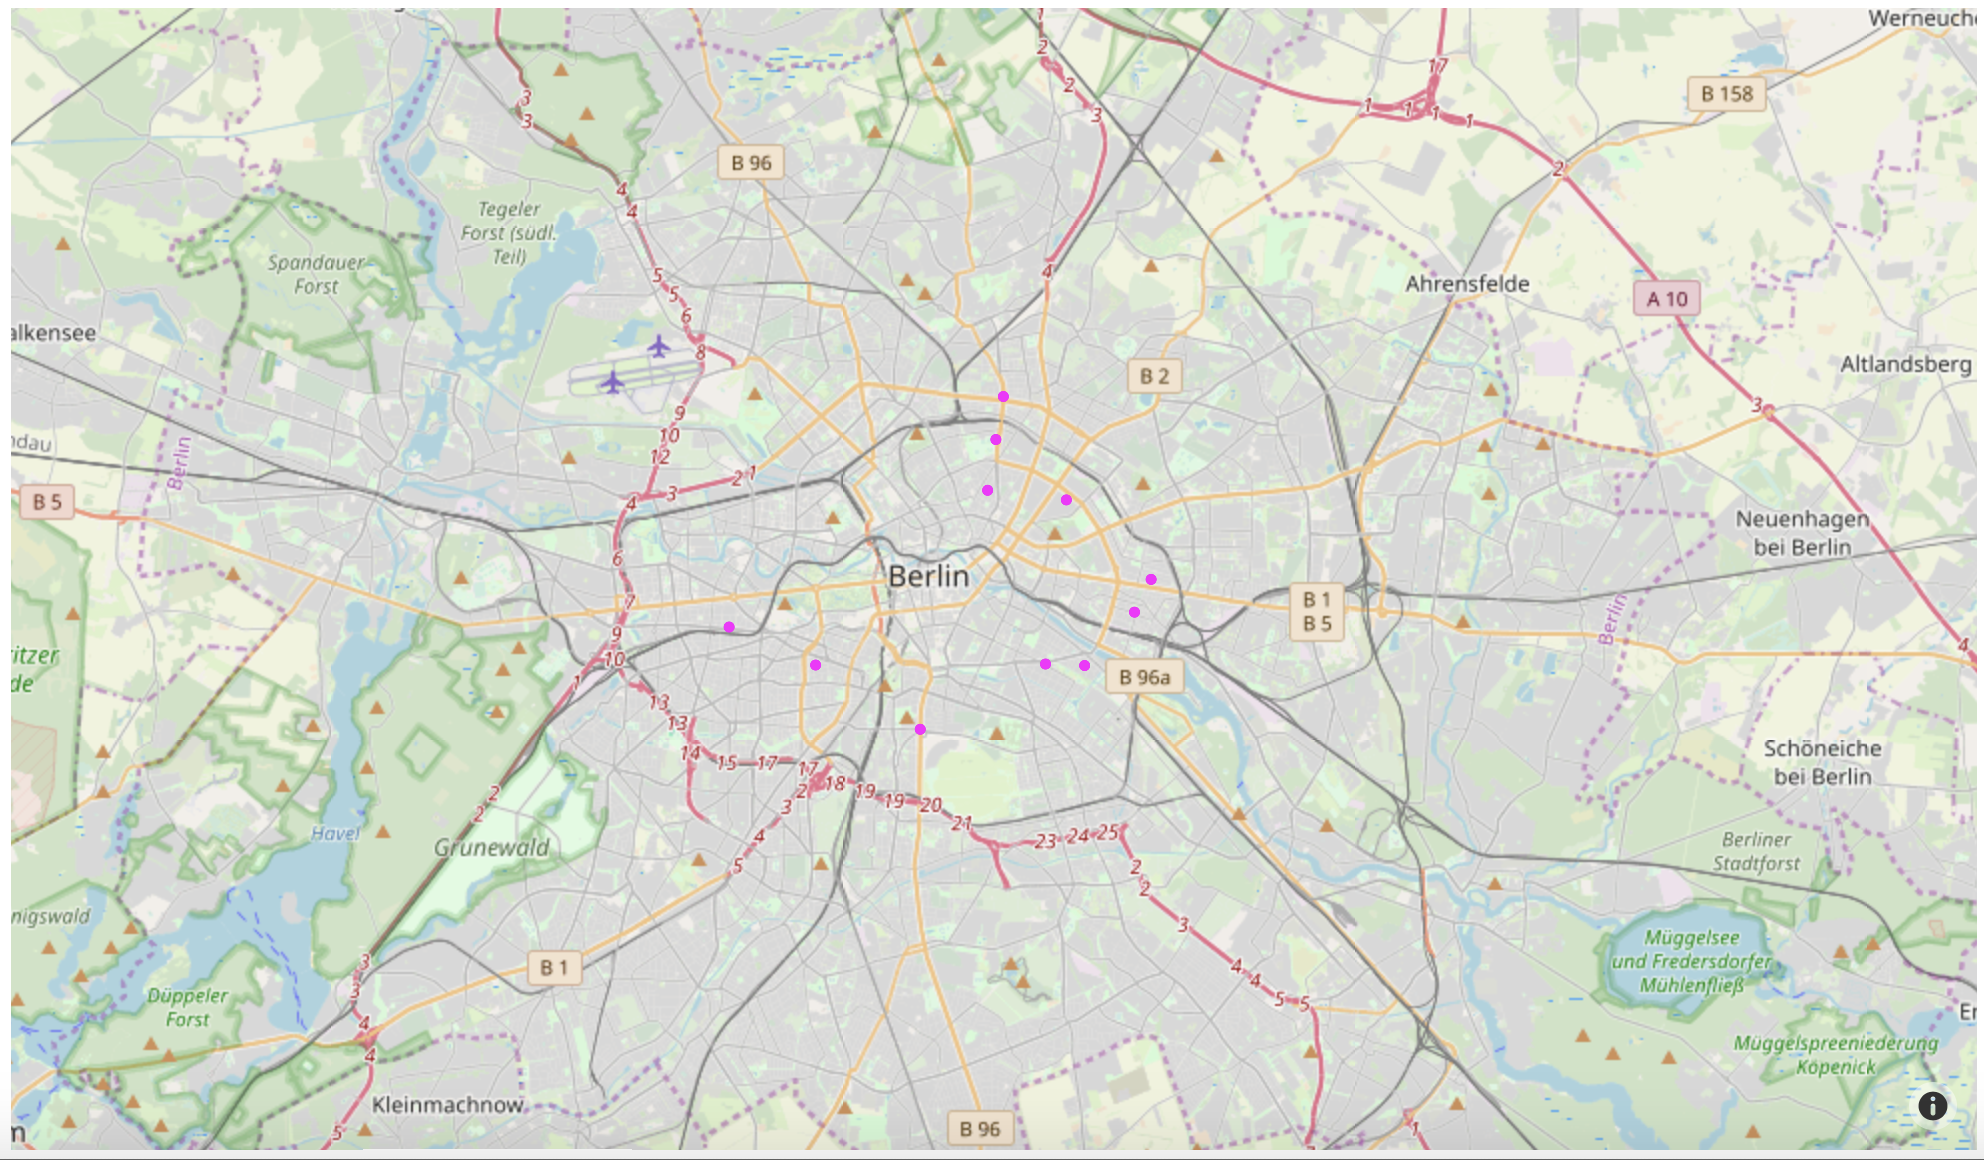 Werneuch
17
B 158
1
2
2
3
3
3
1
1
1
1
B 96
2
4
4
Tegeler
Forst (südl.
Teil)
Spandauer
Forst
5
5
6
4
Ahrensfelde
A 10
alkensee
8
B 2
Altlandsberg
9
3
10
12
ndau
Berlin
B 5
4
3
2
1
Neuenhagen
bei Berlin
6
Berlin
7
B 1
B 5
Berlin
9
10
4
ritzer
de
1
B 96a
13
13
14
15
17
17
18
2
19
19
20
3
21
4
23
24
25
5
2
2
Schöneiche
bei Berlin
2
2
Havel
Grunewald
Berliner
Stadtforst
nigswald
3
B 1
3
3
4
4
5
5
Müggelsee
und Fredersdorfer
Mühlenfließ
Düppeler
Forst
4
4
Er
Müggelspreeniederung
Köpenick
Kleinmachnow
5
B 96
1
m
i